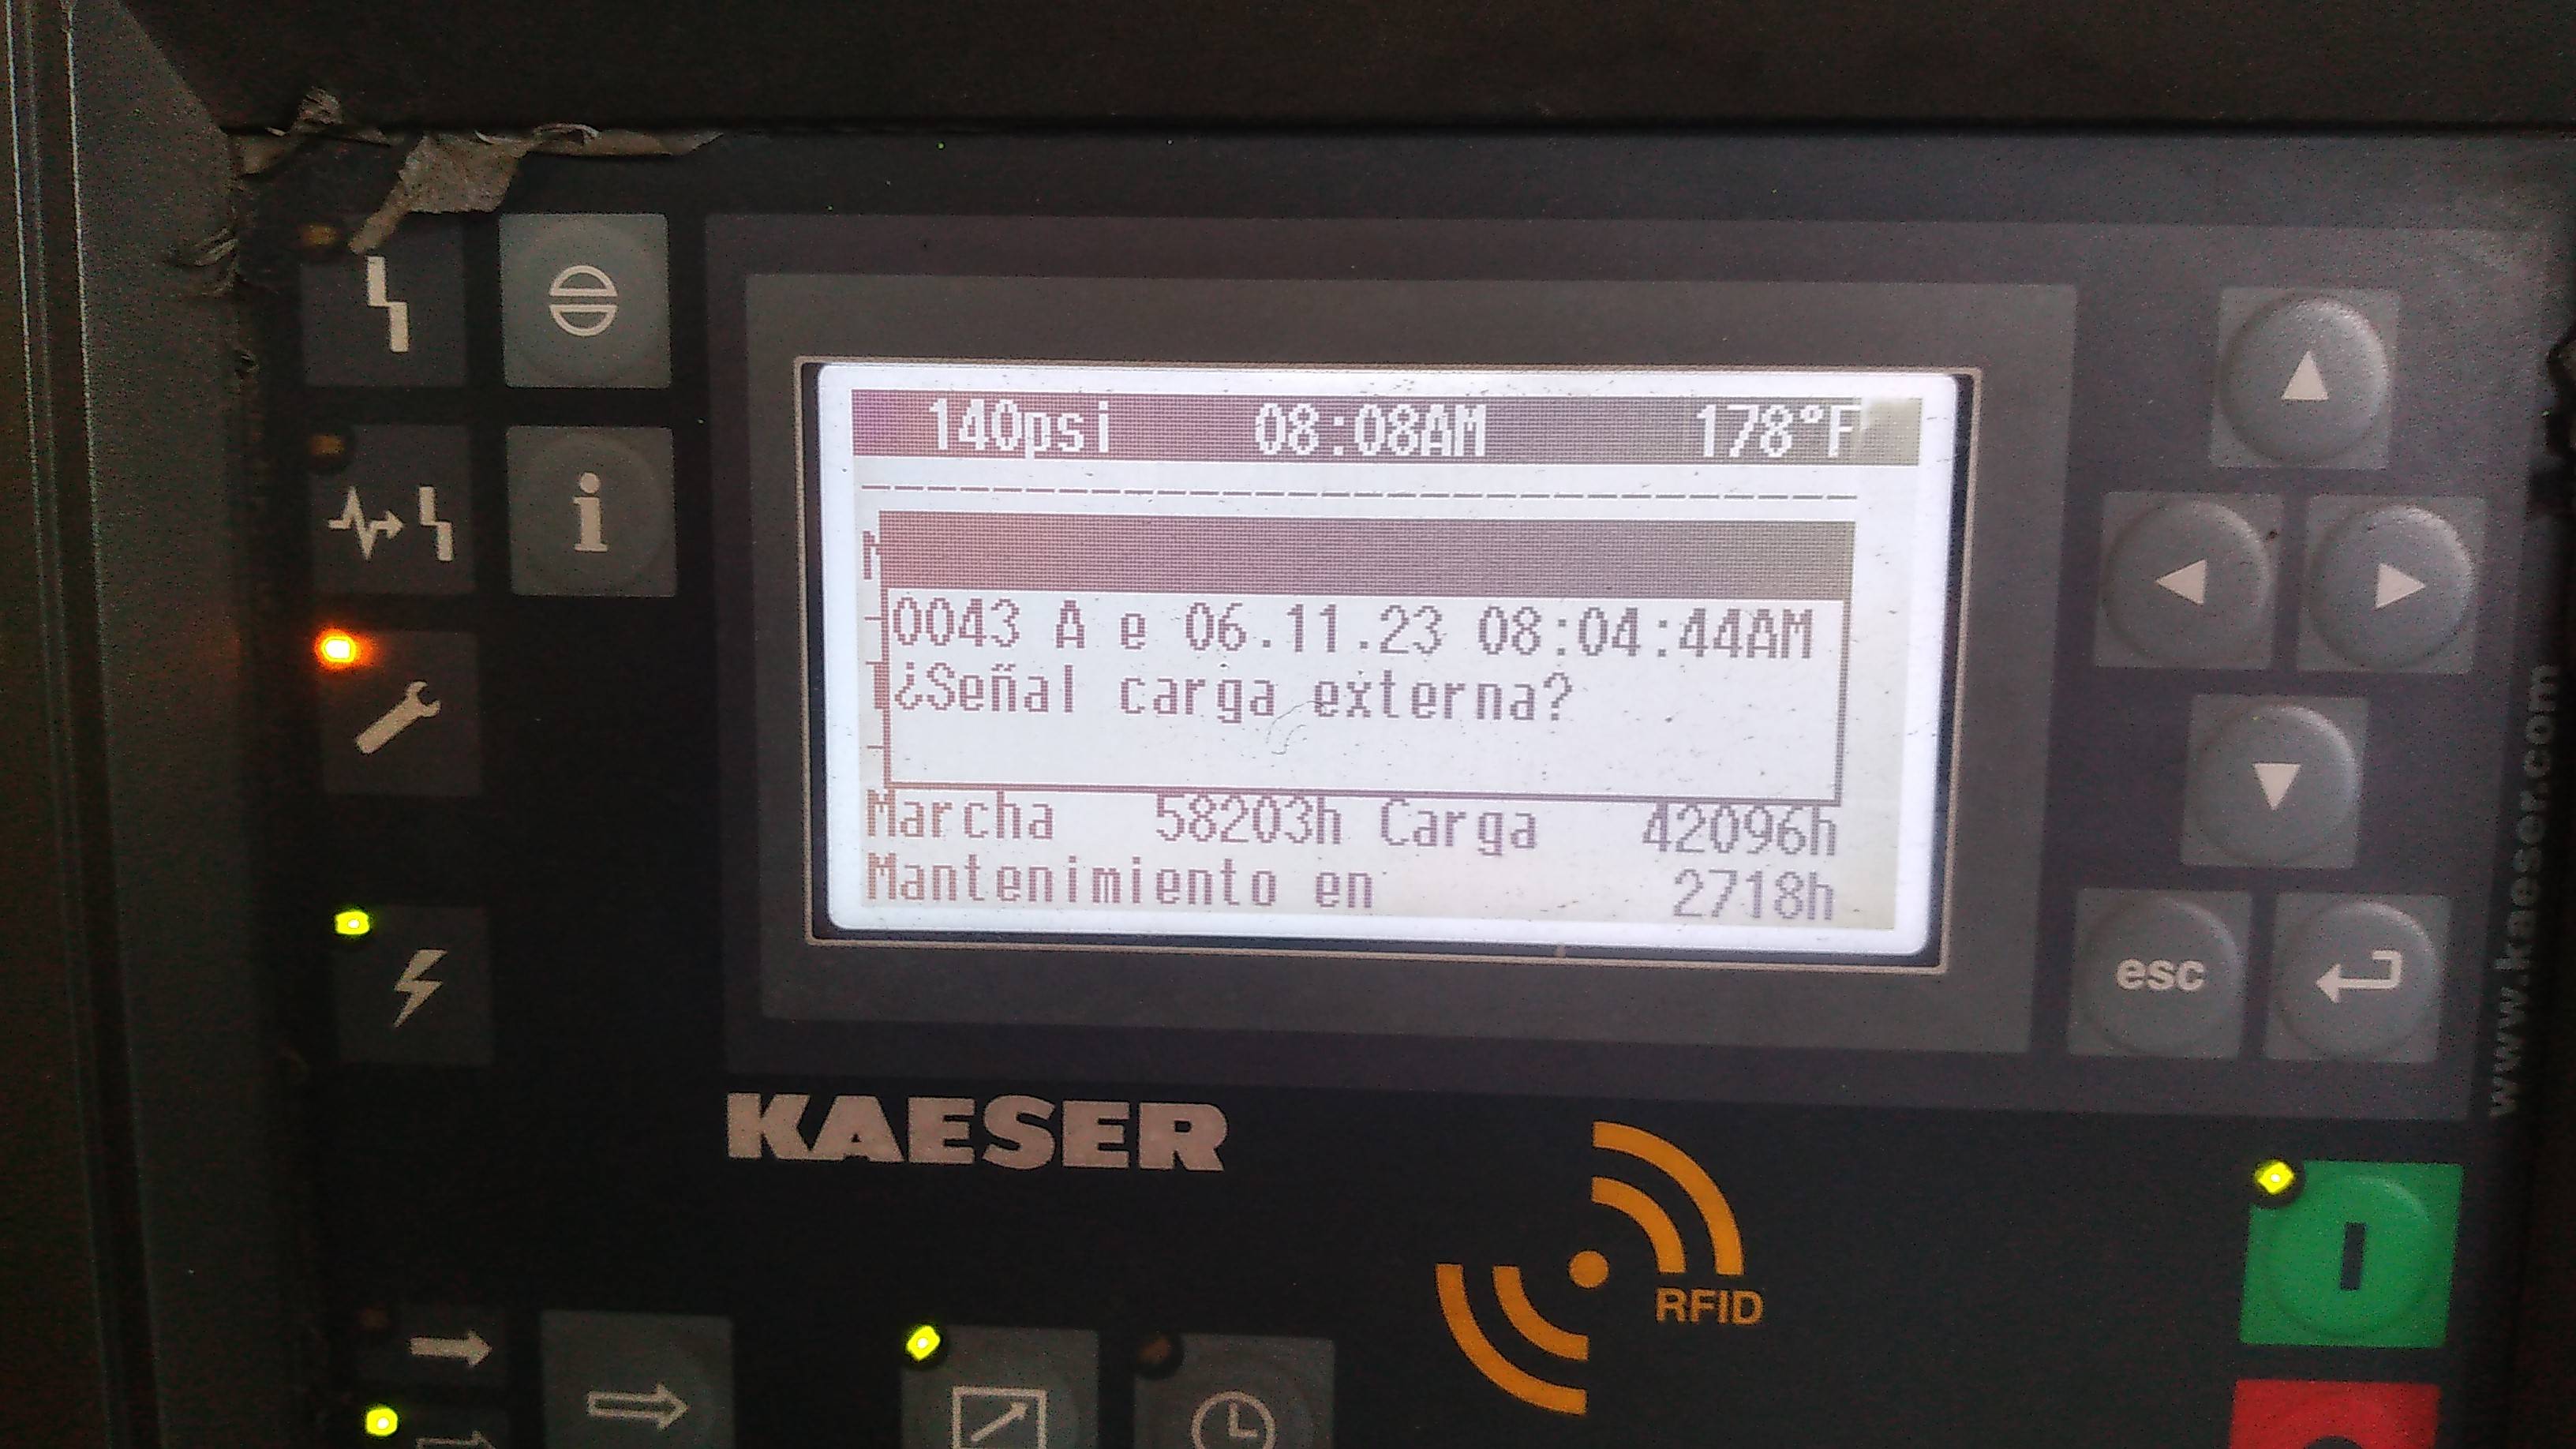 140psi 08:08AM 178°F
0043 A e 06.11.23 08:04:44AM
¿Señal carga externa?
Marcha 58203h Carga 42096h
Mantenimiento en 2718h
esc
www.kaeser.com
KAESER
RFID